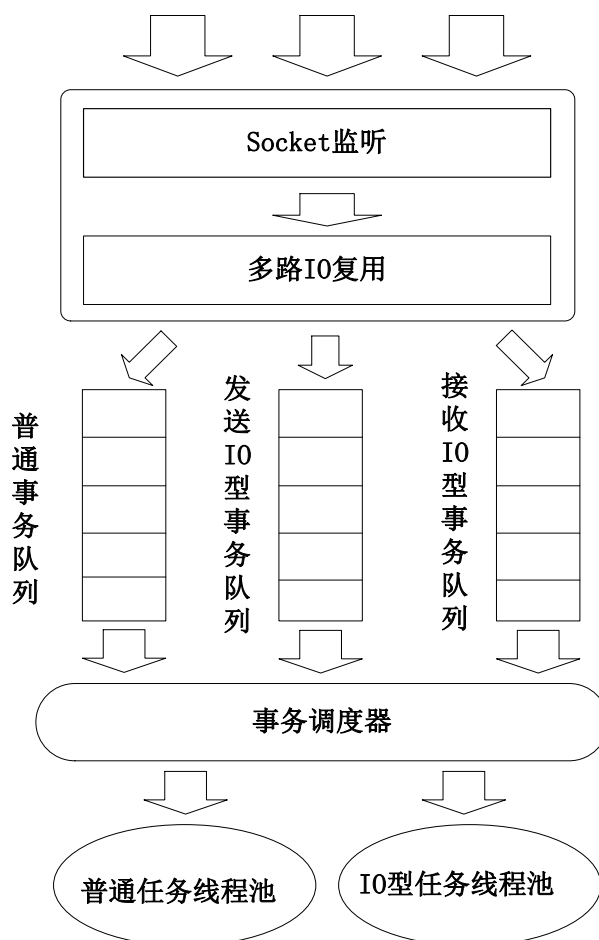 Socket监听
多路IO复用
普通事务队列
发送IO型事务队列
接收IO型事务队列
事务调度器
普通任务线程池
IO型任务线程池